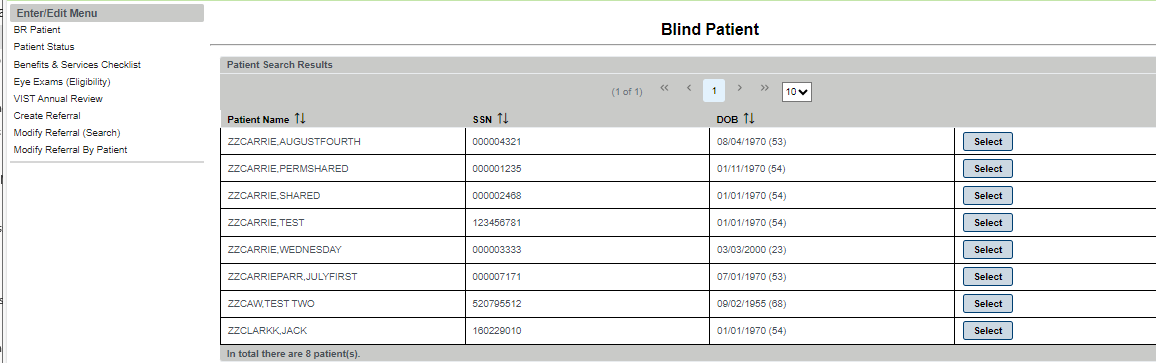 Enter/Edit Menu
BR Patient
Patient Status
Benefits & Services Checklist
Eye Exams (Eligibility)
VIST Annual Review
Create Referral
Modify Referral (Search)
Modify Referral By Patient
Blind Patient
Patient Search Results
(1 of 1) 1 10
Patient Name SSN DOB
ZZCARRIE,AUGUSTFOURTH 000004321 08/04/1970 (53) Select
ZZCARRIE,PERMSHARED 000001235 01/11/1970 (54) Select
ZZCARRIE,SHARED 000002468 01/01/1970 (54) Select
ZZCARRIE,TEST 123456781 01/01/1970 (54) Select
ZZCARRIE,WEDNESDAY 000003333 03/03/2000 (23) Select
ZZCARRIEPARR,JULYFIRST 000007171 07/01/1970 (53) Select
ZZCAW,TEST TWO 520795512 09/02/1955 (68) Select
ZZCLARKK,JACK 160229010 01/01/1970 (54) Select
In total there are 8 patient(s).